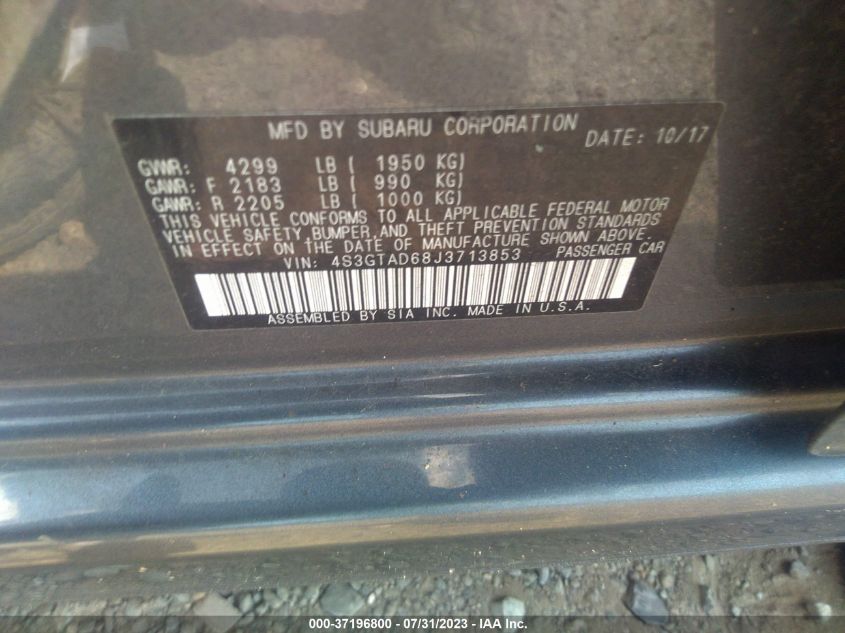 MFD BY SUBARU CORPORATION DATE: 10/17
GVWR: 4299 LB ( 1950 KG)
GAWR: F 2183 LB ( 990 KG)
GAWR: R 2205 LB ( 1000 KG)
THIS VEHICLE CONFORMS TO ALL APPLICABLE FEDERAL MOTOR
VEHICLE SAFETY, BUMPER, AND THEFT PREVENTION STANDARDS
IN EFFECT ON THE DATE OF MANUFACTURE SHOWN ABOVE.
VIN: 4S3GTAD68J3713853 PASSENGER CAR
ASSEMBLED BY SIA INC. MADE IN U.S.A.
000-37196800 - 07/31/2023 - IAA Inc.